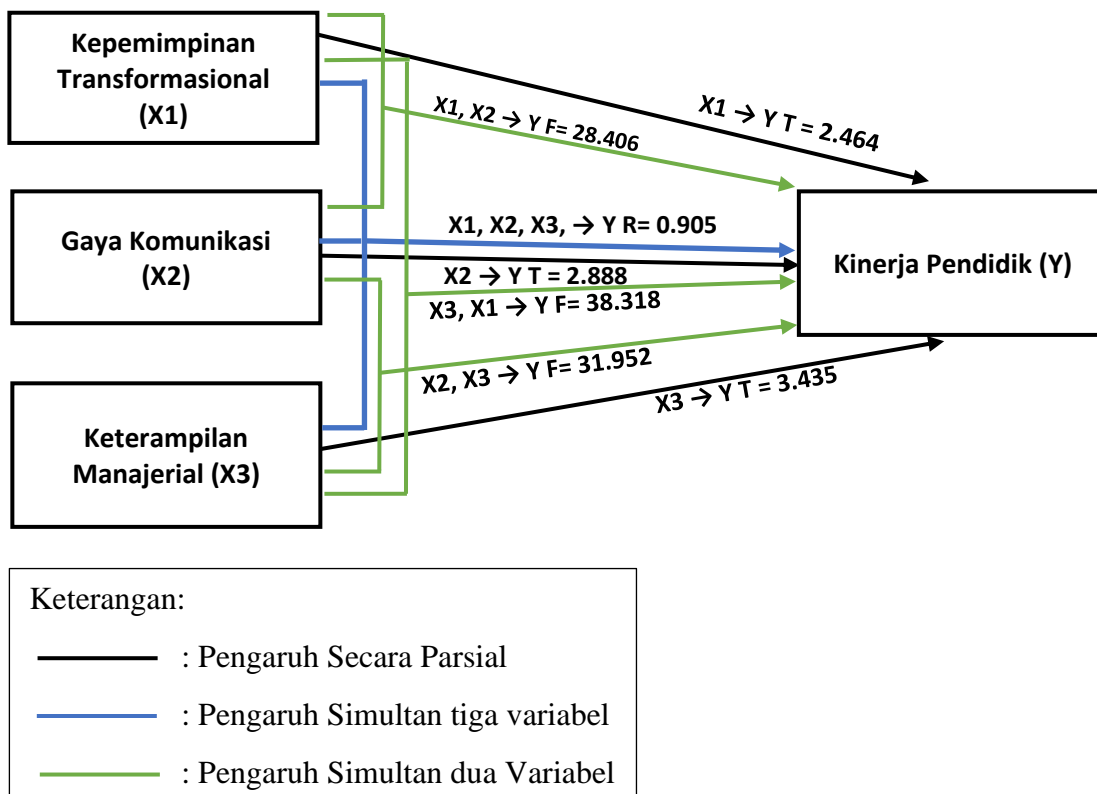 Kepemimpinan
Transformasional
(X1)
X1, X2 → Y F= 28.406
X1 → Y T = 2.464
Gaya Komunikasi
(X2)
X1, X2, X3, → Y R= 0.905
X2 → Y T = 2.888
X3, X1 → Y F= 38.318
Kinerja Pendidik (Y)
X2, X3 → Y F= 31.952
X3 → Y T = 3.435
Keterampilan
Manajerial (X3)
Keterangan:
: Pengaruh Secara Parsial
: Pengaruh Simultan tiga variabel
: Pengaruh Simultan dua Variabel